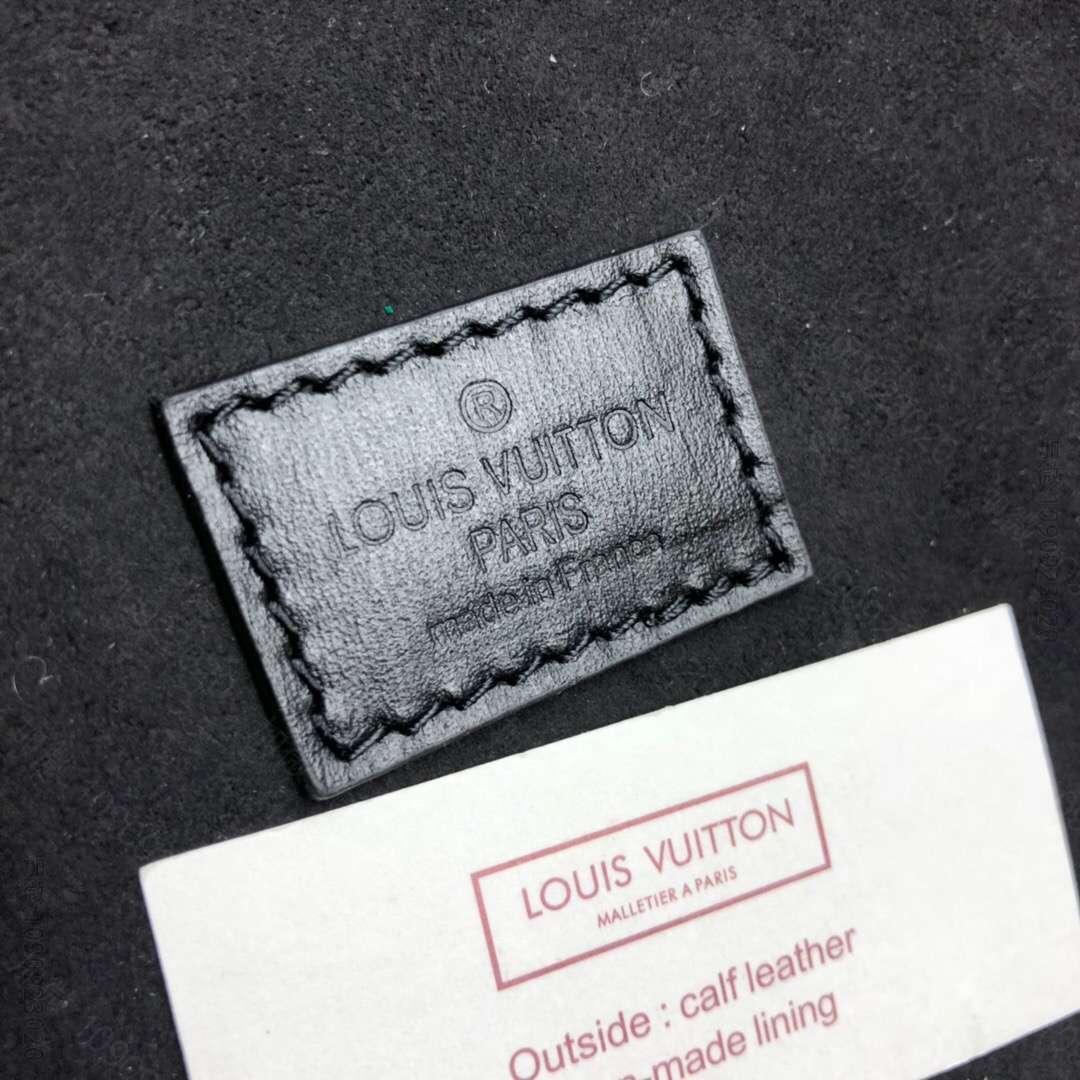 ®
LOUIS VUITTON
PARIS
made in France
LOUIS VUITTON
MALLETIER A PARIS
Outside : calf leather
-made lining